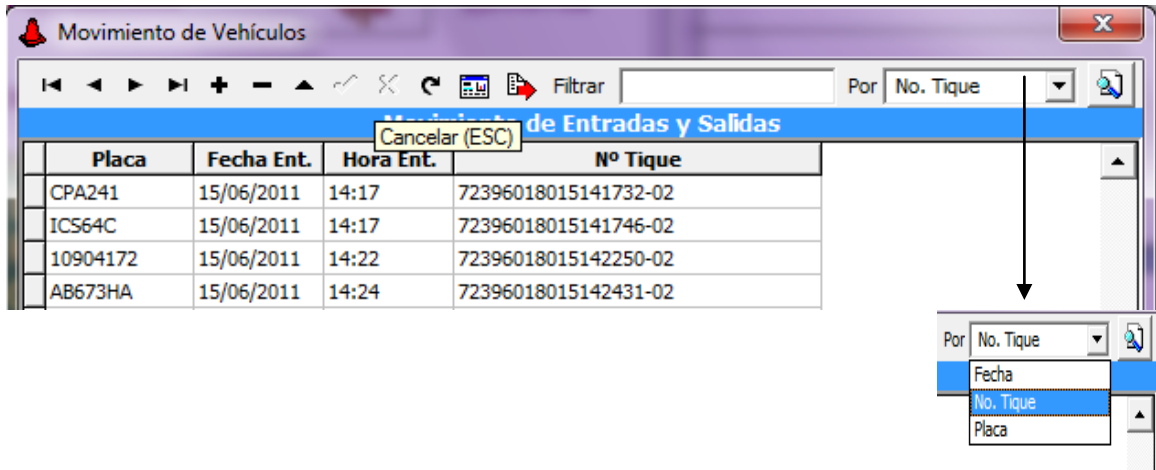 Movimiento de Vehículos
Filtrar Por No. Tique
de Entradas y Salidas
Cancelar (ESC)
Placa Fecha Ent. Hora Ent. Nº Tique
CPA241 15/06/2011 14:17 72396018015141732-02
ICS64C 15/06/2011 14:17 72396018015141746-02
10904172 15/06/2011 14:22 72396018015142250-02
AB673HA 15/06/2011 14:24 72396018015142431-02
Por No. Tique
Fecha
No. Tique
Placa